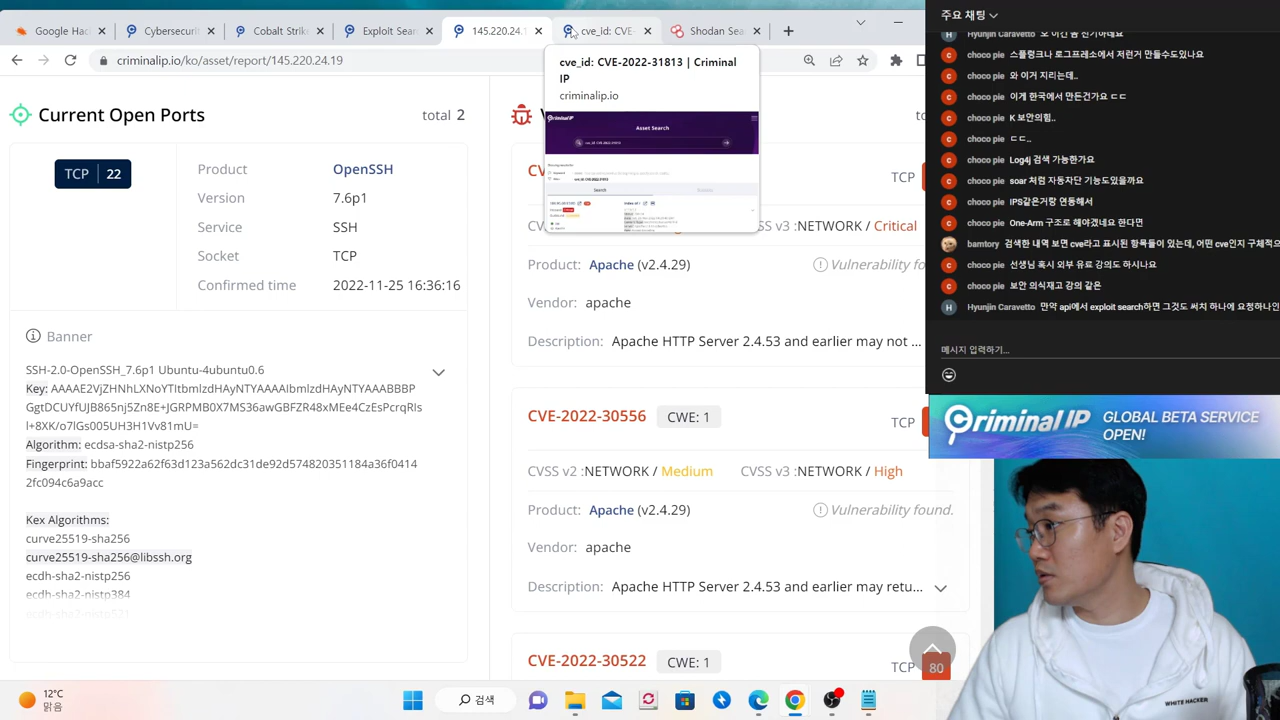 Google Hac
Cybersecuri
Cobalt Strik
Exploit Sear
145.220.24.1
cve_id: CVE-
Shodan Sea
criminalip.io/ko/asset/report/145.220.24.19
cve_id: CVE-2022-31813 | Criminal
IP
criminalip.io
Asset Search
Current Open Ports
total 2
TCP 22
Product OpenSSH
Version 7.6p1
Service SSH
Socket TCP
Confirmed time 2022-11-25 16:36:16
Banner
SSH-2.0-OpenSSH_7.6p1 Ubuntu-4ubuntu0.6
Key: AAAAE2VjZHNhLXNoYTItbmlzdHAyNTYAAAAIbmlzdHAyNTYAAABBBP
GgtDCUYfUJB865nj5Zn8E+JGRPMB0X7MS36awGBFZR48xMEe4CzEsPcrqRIs
l+8XK/o7lGs005UH3H1Vv81mU=
Algorithm: ecdsa-sha2-nistp256
Fingerprint: bbaf5922a62f63d123a562dc31de92d574820351184a36f0414
2fc094c6a9acc
Kex Algorithms:
curve25519-sha256
curve25519-sha256@libssh.org
ecdh-sha2-nistp256
ecdh-sha2-nistp384
ecdh-sha2-nistp521
TCP
CVSS v3 :NETWORK / Critical
Product: Apache (v2.4.29)
Vulnerability fo
Vendor: apache
Description: Apache HTTP Server 2.4.53 and earlier may not ...
CVE-2022-30556 CWE: 1
TCP
CVSS v2 :NETWORK / Medium CVSS v3 :NETWORK / High
Product: Apache (v2.4.29)
Vulnerability found.
Vendor: apache
Description: Apache HTTP Server 2.4.53 and earlier may retu...
CVE-2022-30522 CWE: 1
TCP
80
주요 채팅
Hyunjin Caravetto 오 이건 좀 신기하네요
choco pie 스플렁크나 로그프레소에서 저런거 만들수도있나요
choco pie 와 이거 지리는데..
choco pie 이게 한국에서 만든건가요 ㄷㄷ
choco pie K 보안의힘..
choco pie ㄷㄷ..
choco pie Log4j 검색 가능한가요
choco pie soar 처럼 자동차단 기능도있을까요
choco pie IPS같은거랑 연동해서
choco pie One-Arm 구조로 체크 한다면
bamtory 검색한 내역 보면 cve라고 표시된 항목들이 있는데, 어떤 cve인지 구체적으
choco pie 선생님 혹시 외부 유료 강의도 하시나요
choco pie 보안 의식재고 강의 같은
Hyunjin Caravetto 만약 api에서 exploit search하면 그것도 써치 하나에 요청하나인
메시지 입력하기...
Criminal IP
GLOBAL BETA SERVICE
OPEN!
WHITE HACKER
12°C
맑음
검색